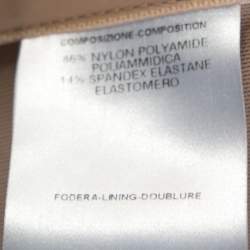 COMPOSIZIONE-COMPOSITION
86% NYLON POLYAMIDE
POLIAMMIDICA
14% SPANDEX ELASTANE
ELASTOMERO
FODERA-LINING-DOUBLURE